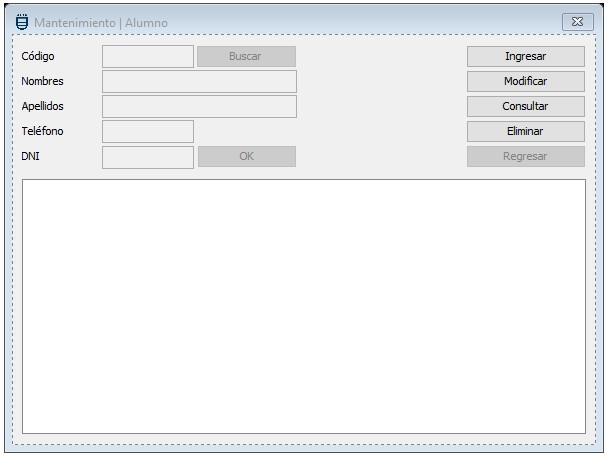 Mantenimiento | Alumno
Código Buscar Ingresar
Nombres Modificar
Apellidos Consultar
Teléfono Eliminar
DNI OK Regresar